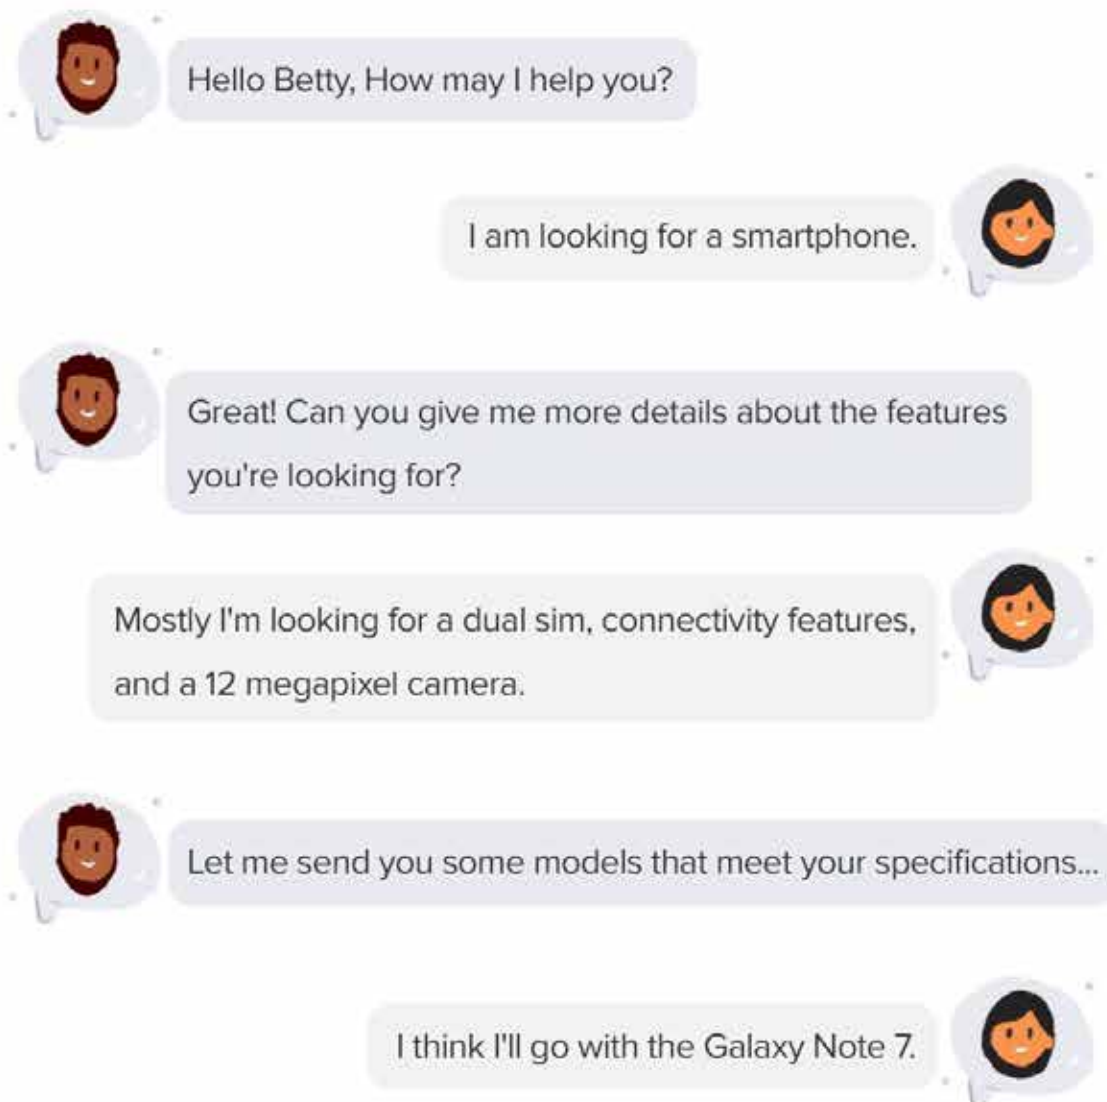 Hello Betty, How may I help you?
I am looking for a smartphone.
Great! Can you give me more details about the features
you're looking for?
Mostly I'm looking for a dual sim, connectivity features,
and a 12 megapixel camera.
Let me send you some models that meet your specifications...
I think I'll go with the Galaxy Note 7.